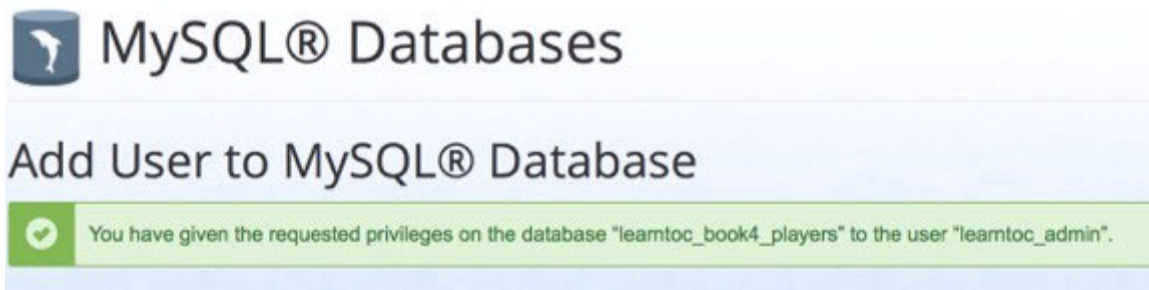 MySQL® Databases
Add User to MySQL® Database
You have given the requested privileges on the database “learntoc_book4_players” to the user “learntoc_admin”.